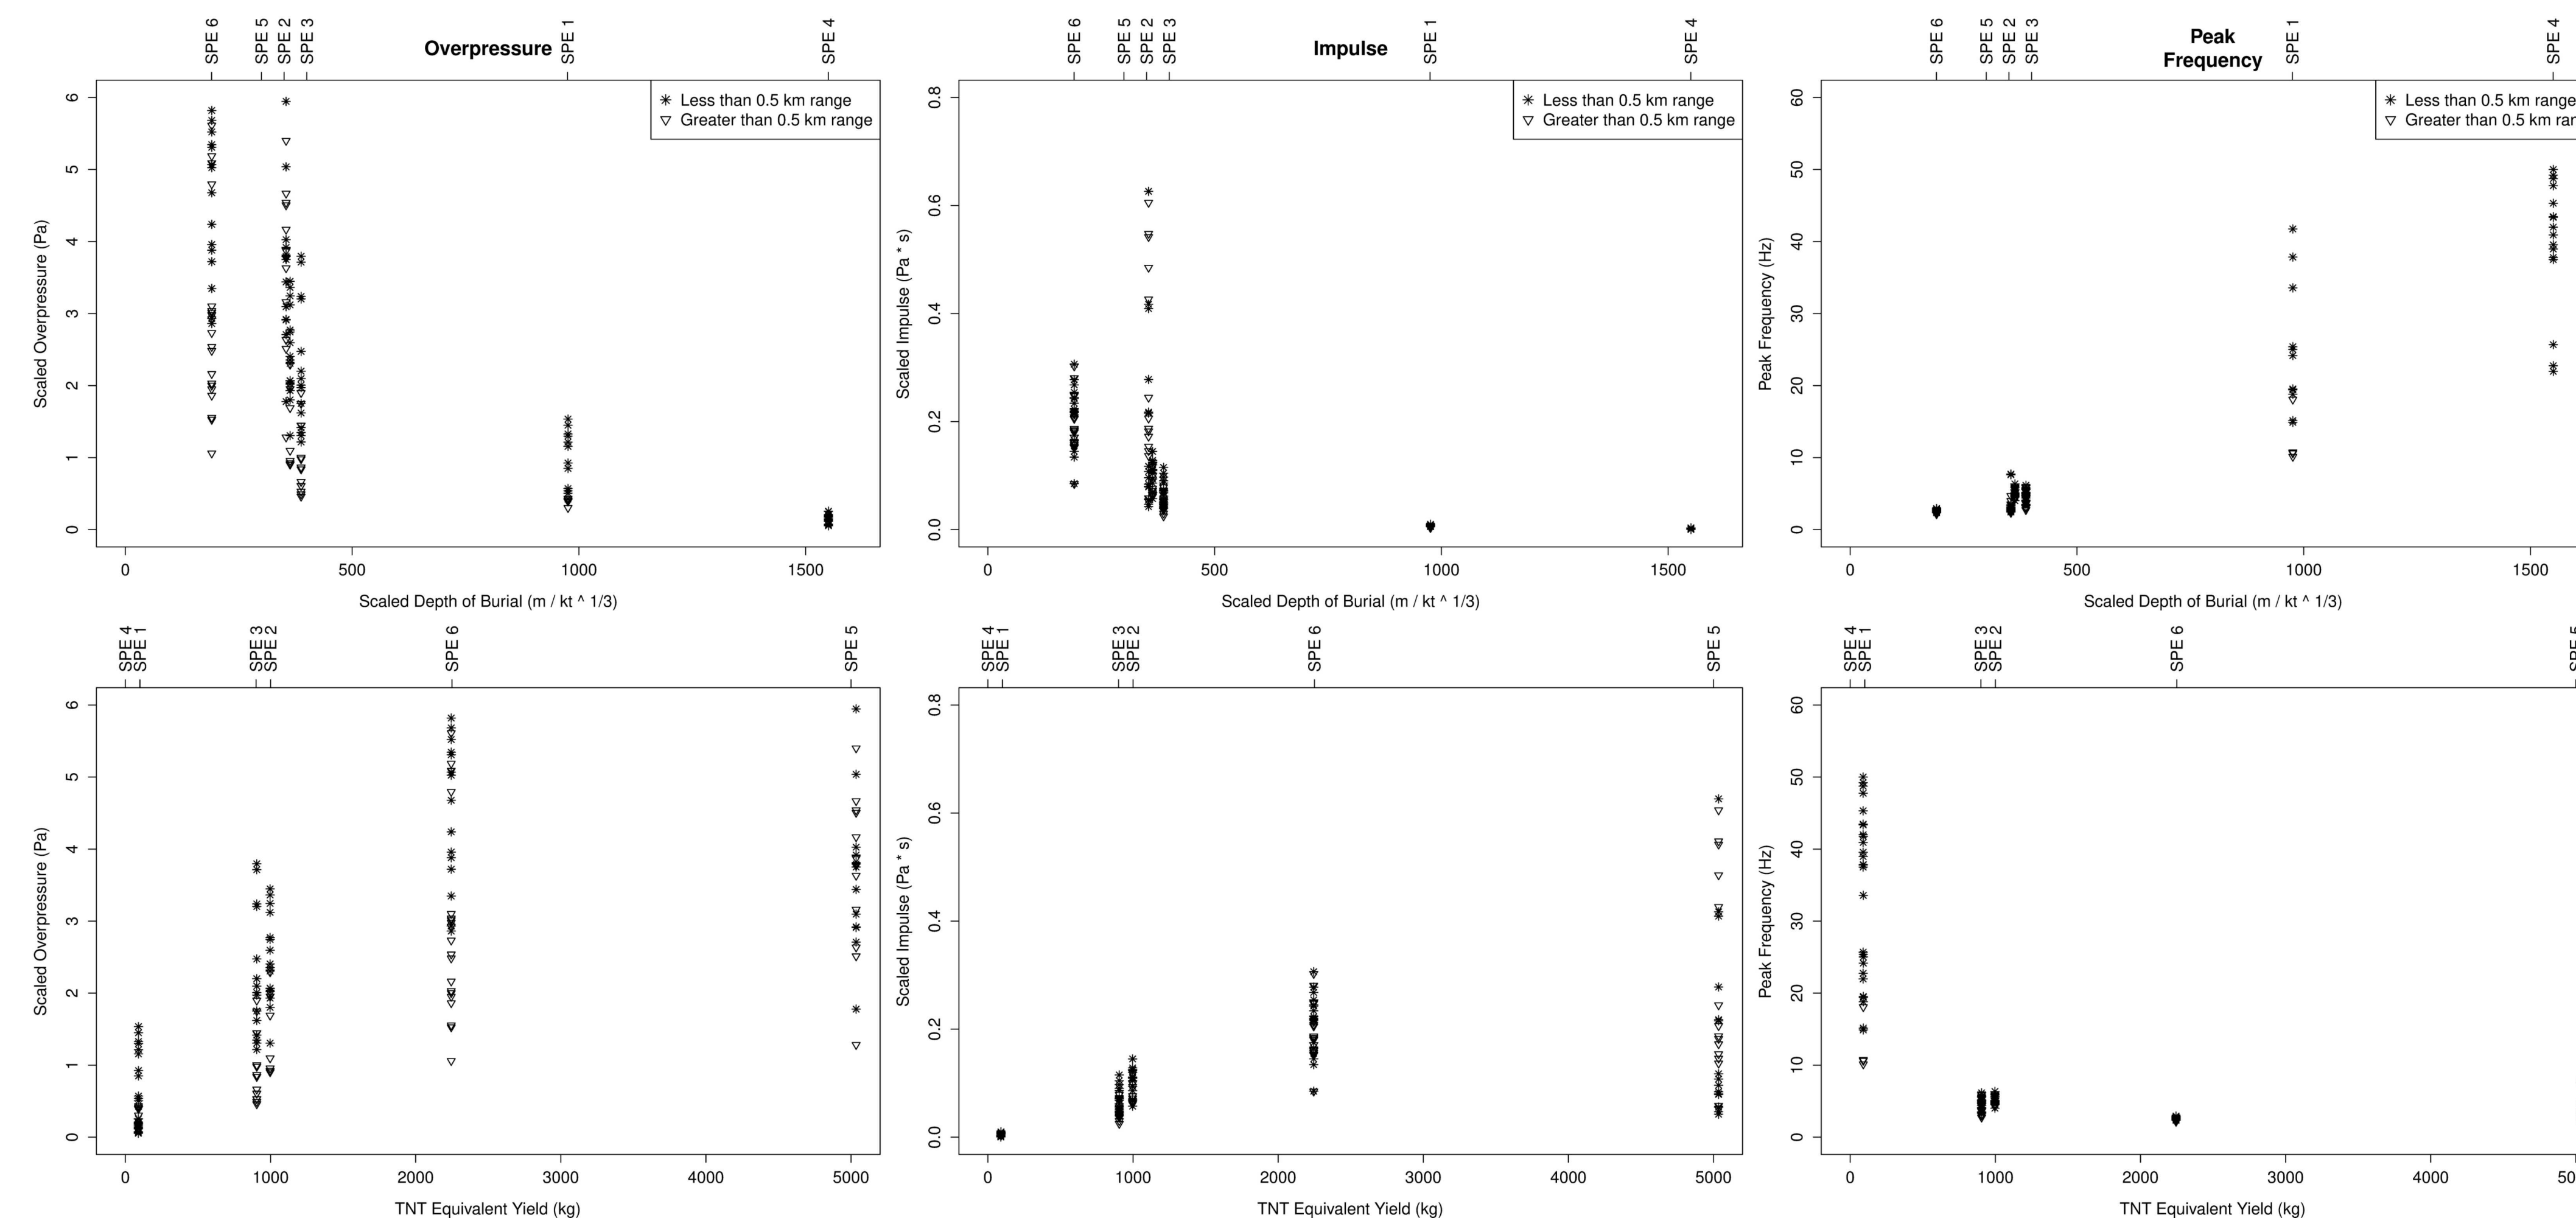 SPE 6 SPE 5 SPE 2 SPE 3 SPE 1 SPE 4
Overpressure
Less than 0.5 km range
Greater than 0.5 km range
6
5
4
3
2
1
0
Scaled Overpressure (Pa)
0 500 1000 1500
Scaled Depth of Burial (m / kt ^ 1/3)
SPE 6 SPE 5 SPE 2 SPE 3 SPE 1 SPE 4
Impulse
Less than 0.5 km range
Greater than 0.5 km range
0.8
0.6
0.4
0.2
0.0
Scaled Impulse (Pa * s)
0 500 1000 1500
Scaled Depth of Burial (m / kt ^ 1/3)
SPE 6 SPE 5 SPE 2 SPE 3 SPE 1 SPE 4
Peak
Frequency
Less than 0.5 km range
Greater than 0.5 km ran
60
50
40
30
20
10
0
Peak Frequency (Hz)
0 500 1000 1500
Scaled Depth of Burial (m / kt ^ 1/3)
SPE 4 SPE 1 SPE 3 SPE 2 SPE 6 SPE 5
6
5
4
3
2
1
0
Scaled Overpressure (Pa)
0 1000 2000 3000 4000 5000
TNT Equivalent Yield (kg)
SPE 4 SPE 1 SPE 3 SPE 2 SPE 6 SPE 5
0.8
0.6
0.4
0.2
0.0
Scaled Impulse (Pa * s)
0 1000 2000 3000 4000 5000
TNT Equivalent Yield (kg)
SPE 4 SPE 1 SPE 3 SPE 2 SPE 6
60
50
40
30
20
10
0
Peak Frequency (Hz)
0 1000 2000 3000 4000 50
TNT Equivalent Yield (kg)